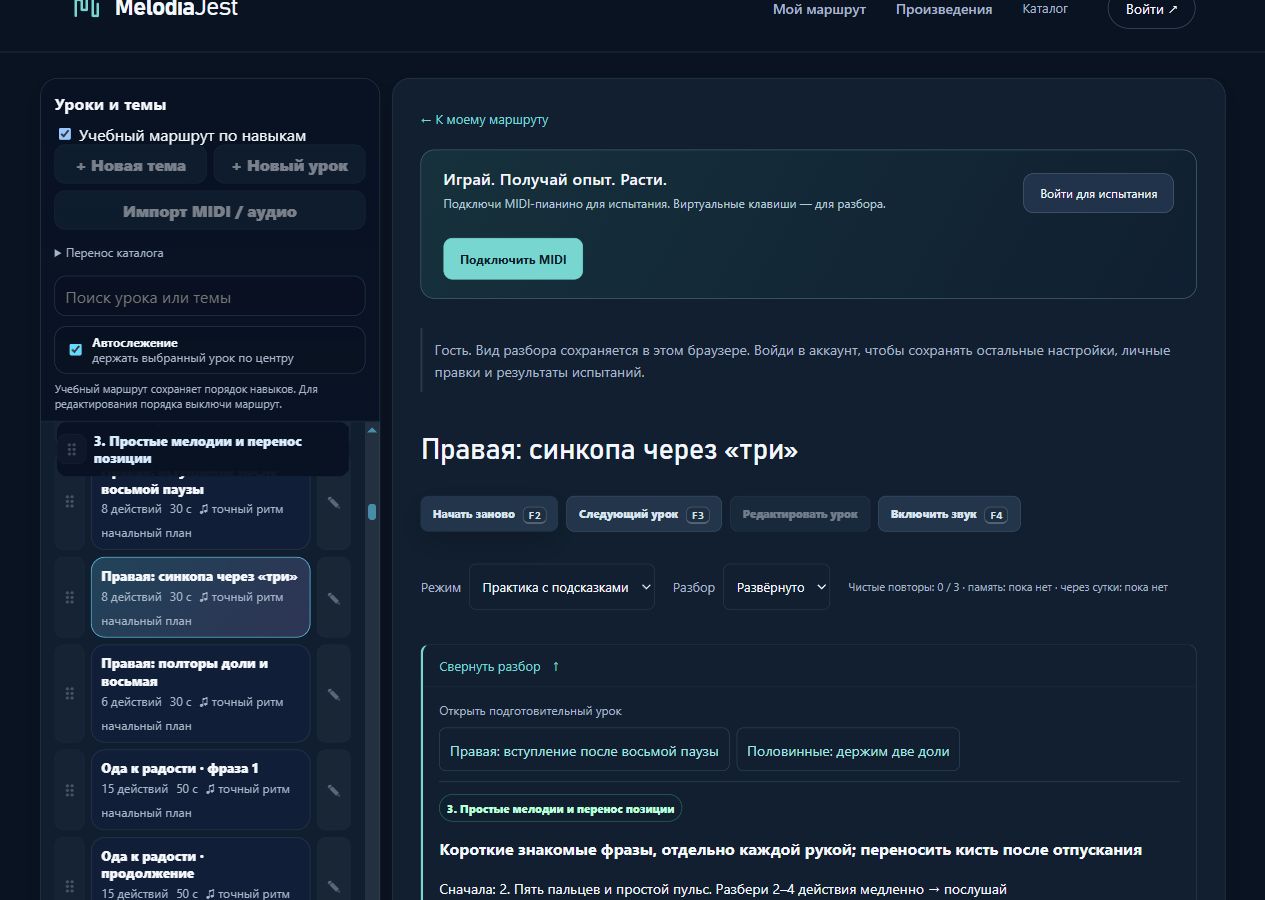 MelodiaJest
Мой маршрут
Произведения
Каталог
Войти ↗
Уроки и темы
Учебный маршрут по навыкам
+ Новая тема
+ Новый урок
Импорт MIDI / аудио
▶ Перенос каталога
Поиск урока или темы
Автослежение
держать выбранный урок по центру
Учебный маршрут сохраняет порядок навыков. Для
редактирования порядка выключи маршрут.
3. Простые мелодии и перенос
позиции
восьмой паузы
8 действий 30 с ♫ точный ритм
начальный план
Правая: синкопа через «три»
8 действий 30 с ♫ точный ритм
начальный план
Правая: полторы доли и
восьмая
6 действий 30 с ♫ точный ритм
начальный план
Ода к радости · фраза 1
15 действий 50 с ♫ точный ритм
начальный план
Ода к радости ·
продолжение
15 действий 50 с ♫ точный ритм
← К моему маршруту
Играй. Получай опыт. Расти.
Подключи MIDI-пианино для испытания. Виртуальные клавиши — для разбора.
Войти для испытания
Подключить MIDI
Гость. Вид разбора сохраняется в этом браузере. Войди в аккаунт, чтобы сохранять остальные настройки, личные
правки и результаты испытаний.
Правая: синкопа через «три»
Начать заново F2
Следующий урок F3
Редактировать урок
Включить звук F4
Режим
Практика с подсказками
Разбор
Развёрнуто
Чистые повторы: 0 / 3 · память: пока нет · через сутки: пока нет
Свернуть разбор ↑
Открыть подготовительный урок
Правая: вступление после восьмой паузы
Половинные: держим две доли
3. Простые мелодии и перенос позиции
Короткие знакомые фразы, отдельно каждой рукой; переносить кисть после отпускания
Сначала: 2. Пять пальцев и простой пульс. Разбери 2–4 действия медленно → послушай